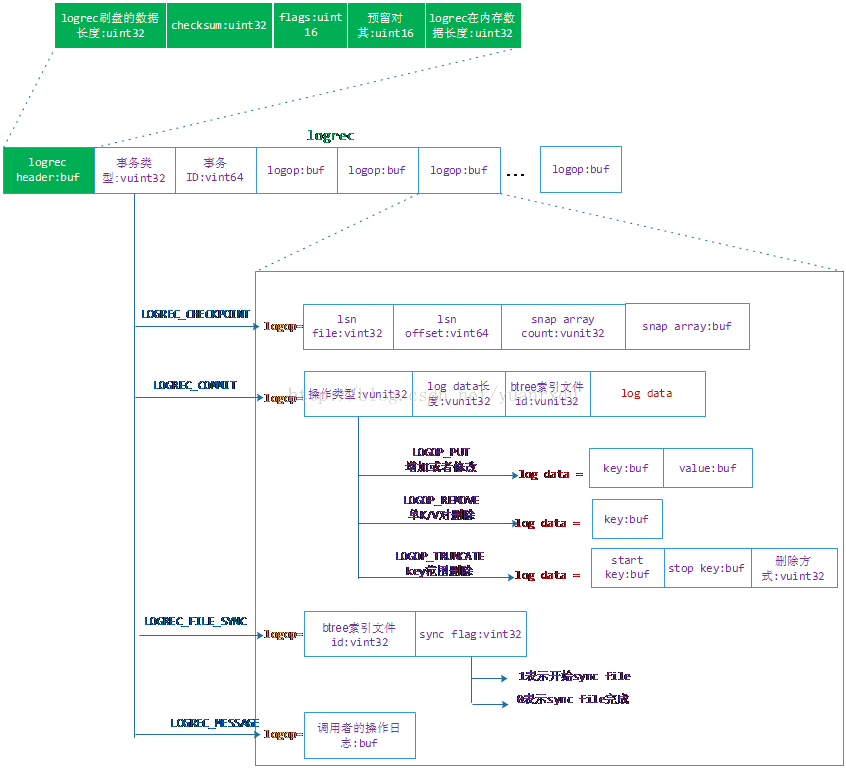 logrec刷盘的数据
长度:uint32
checksum:uint32
flags:uint
16
预留对
其:uint16
logrec在内存数
据长度:uint32
logrec
logrec
header:buf
事务类
型:vuint32
事务
ID:vint64
logop:buf
logop:buf
logop:buf
...
logop:buf
LOGREC_CHECKPOINT
logop=
lsn
file:vint32
lsn
offset:vint64
snap array
count:vunit32
snap array:buf
LOGREC_COMMIT
logop=
操作类型:vunit32
log data长
度:vunit32
btree索引文件
id:vunit32
log data
LOGOP_PUT
增加或者修改
log data =
key:buf
value:buf
LOGOP_REMOVE
单K/V对删除
log data =
key:buf
LOGOP_TRUNCATE
key范围删除
log data =
start
key:buf
stop key:buf
删除方
式:vuint32
LOGREC_FILE_SYNC
logop=
btree索引文件
id:vint32
sync flag:vint32
1表示开始sync file
0表示sync file完成
LOGREC_MESSAGE
logop=
调用者的操作日
志:buf